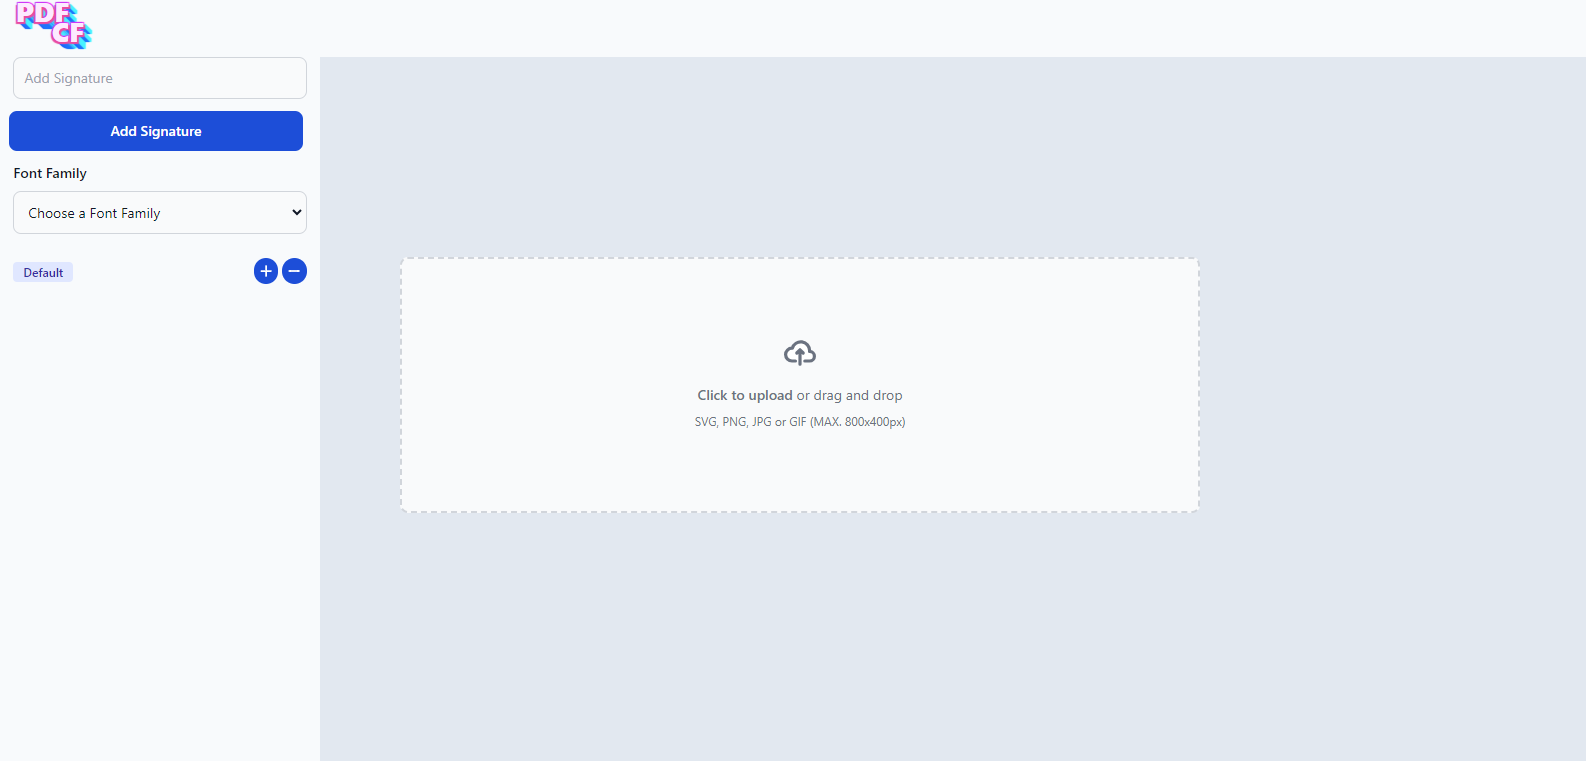 PDF
CF
Add Signature
Add Signature
Font Family
Choose a Font Family
Default
Click to upload or drag and drop
SVG, PNG, JPG or GIF (MAX. 800x400px)